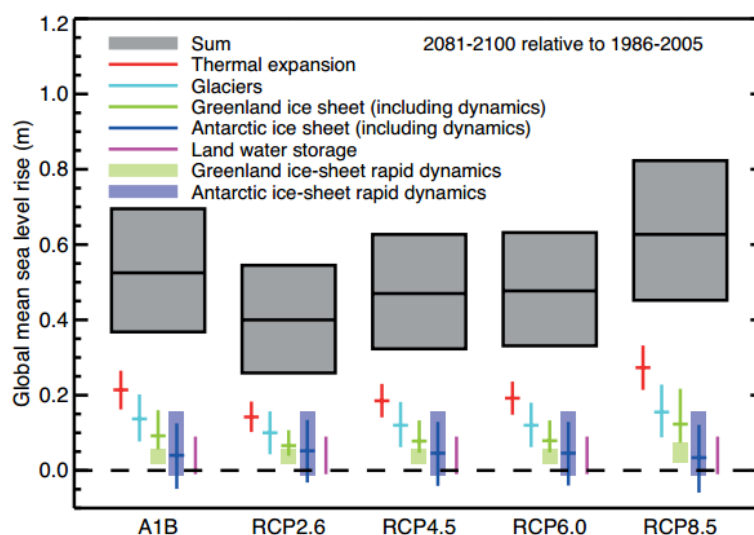 1.2
1.0
0.8
0.6
0.4
0.2
0.0
Global mean sea level rise (m)
Sum
2081-2100 relative to 1986-2005
Thermal expansion
Glaciers
Greenland ice sheet (including dynamics)
Antarctic ice sheet (including dynamics)
Land water storage
Greenland ice-sheet rapid dynamics
Antarctic ice-sheet rapid dynamics
A1B
RCP2.6
RCP4.5
RCP6.0
RCP8.5